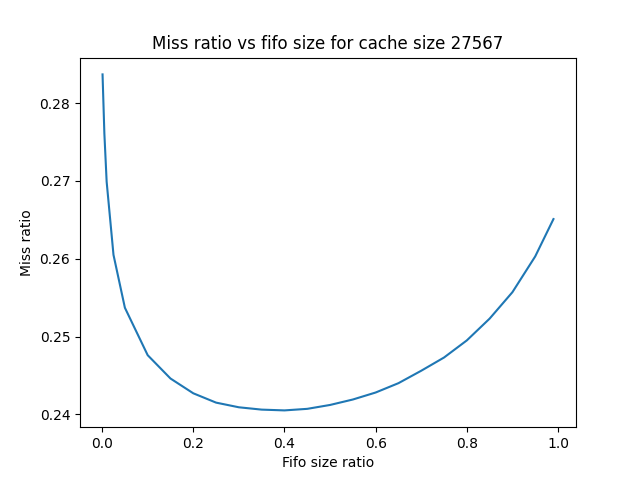 Miss ratio vs fifo size for cache size 27567
0.28
0.27
0.26
0.25
0.24
Miss ratio
0.0 0.2 0.4 0.6 0.8 1.0
Fifo size ratio